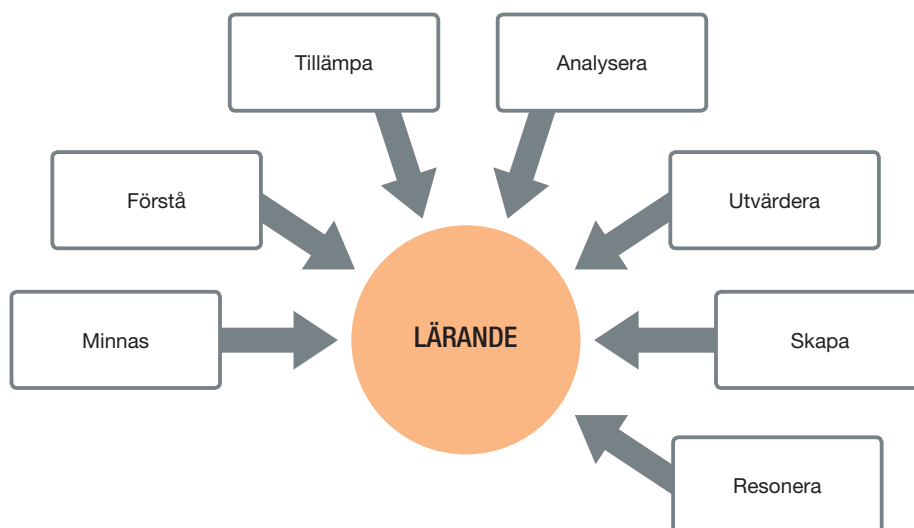 Tillämpa
Analysera
Förstå
Utvärdera
Minnas
LÄRANDE
Skapa
Resonera